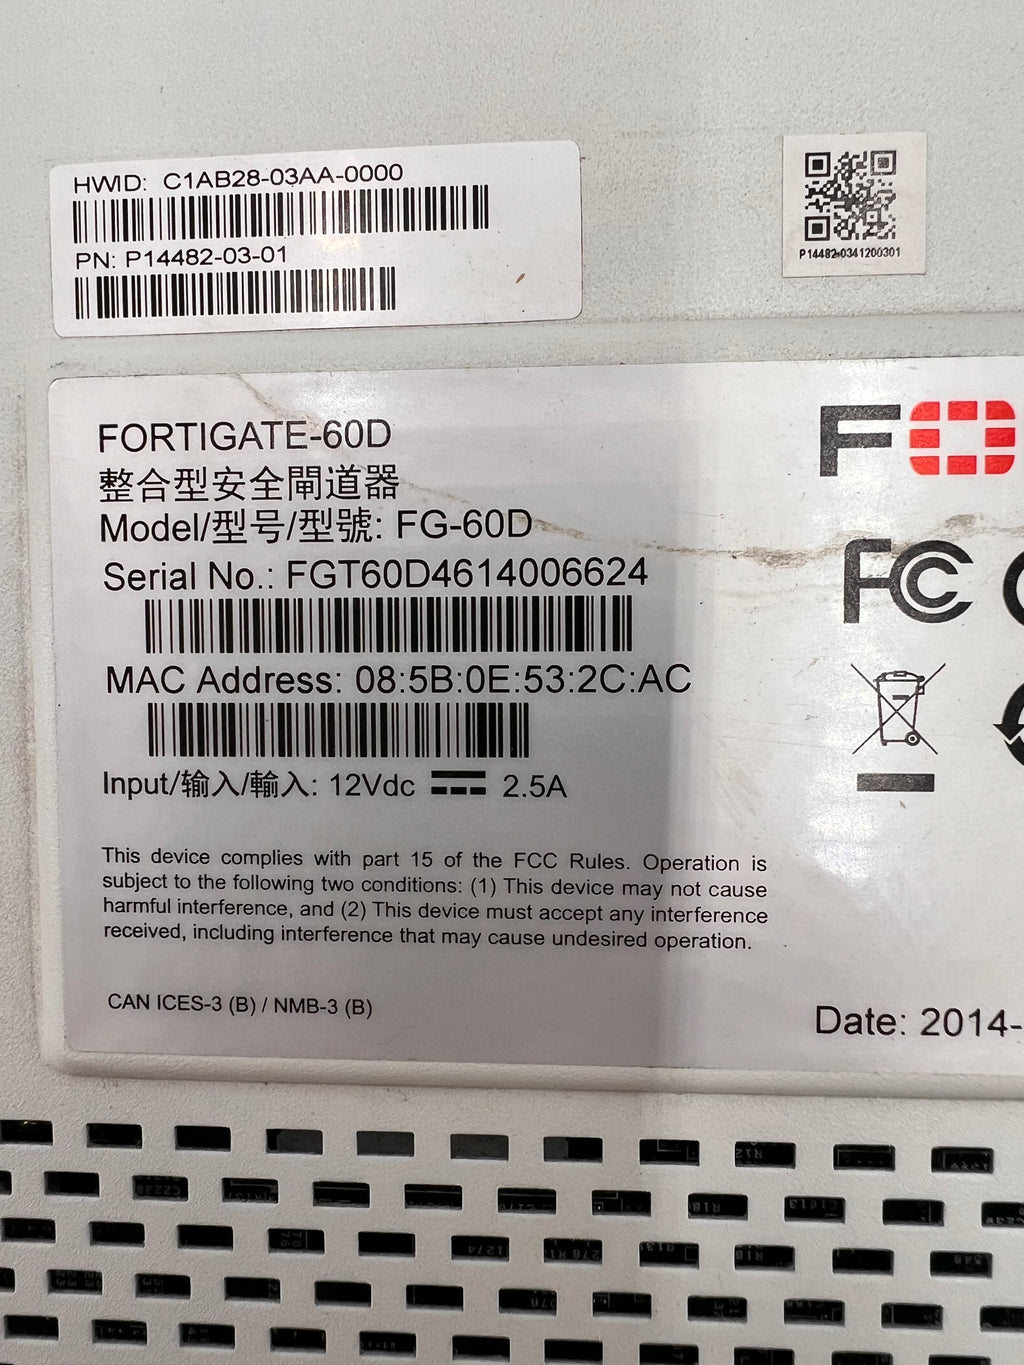 HWID: C1AB28-03AA-0000
PN: P14482-03-01
P14482-0341200301
FORTIGATE-60D
整合型安全閘道器
Model/型号/型號: FG-60D
Serial No.: FGT60D4614006624
MAC Address: 08:5B:0E:53:2C:AC
Input/输入/輸入: 12Vdc 2.5A
This device complies with part 15 of the FCC Rules. Operation is
subject to the following two conditions: (1) This device may not cause
harmful interference, and (2) This device must accept any interference
received, including interference that may cause undesired operation.
CAN ICES-3 (B) / NMB-3 (B)
FO
FC
Date: 2014-